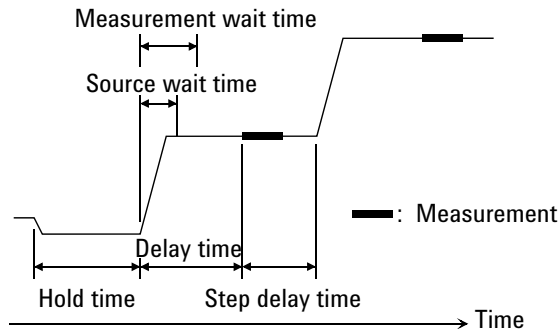 Measurement wait time
Source wait time
: Measurement
Delay time
Hold time
Step delay time
Time